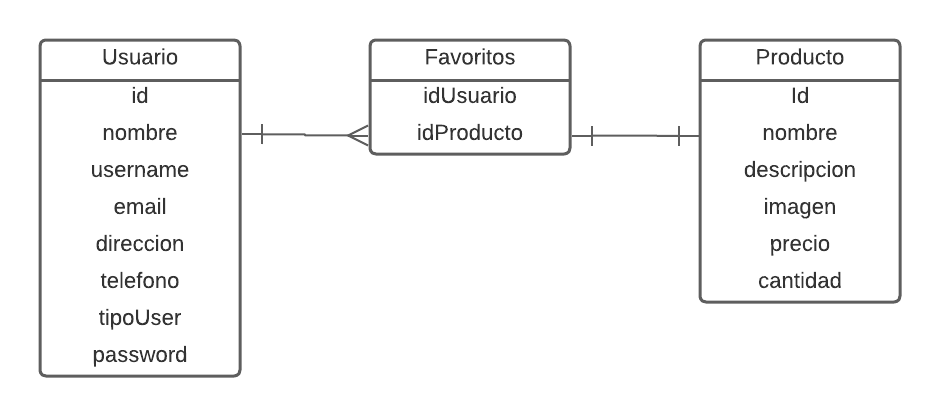 Usuario
id
nombre
username
email
direccion
telefono
tipoUser
password
Favoritos
idUsuario
idProducto
Producto
Id
nombre
descripcion
imagen
precio
cantidad